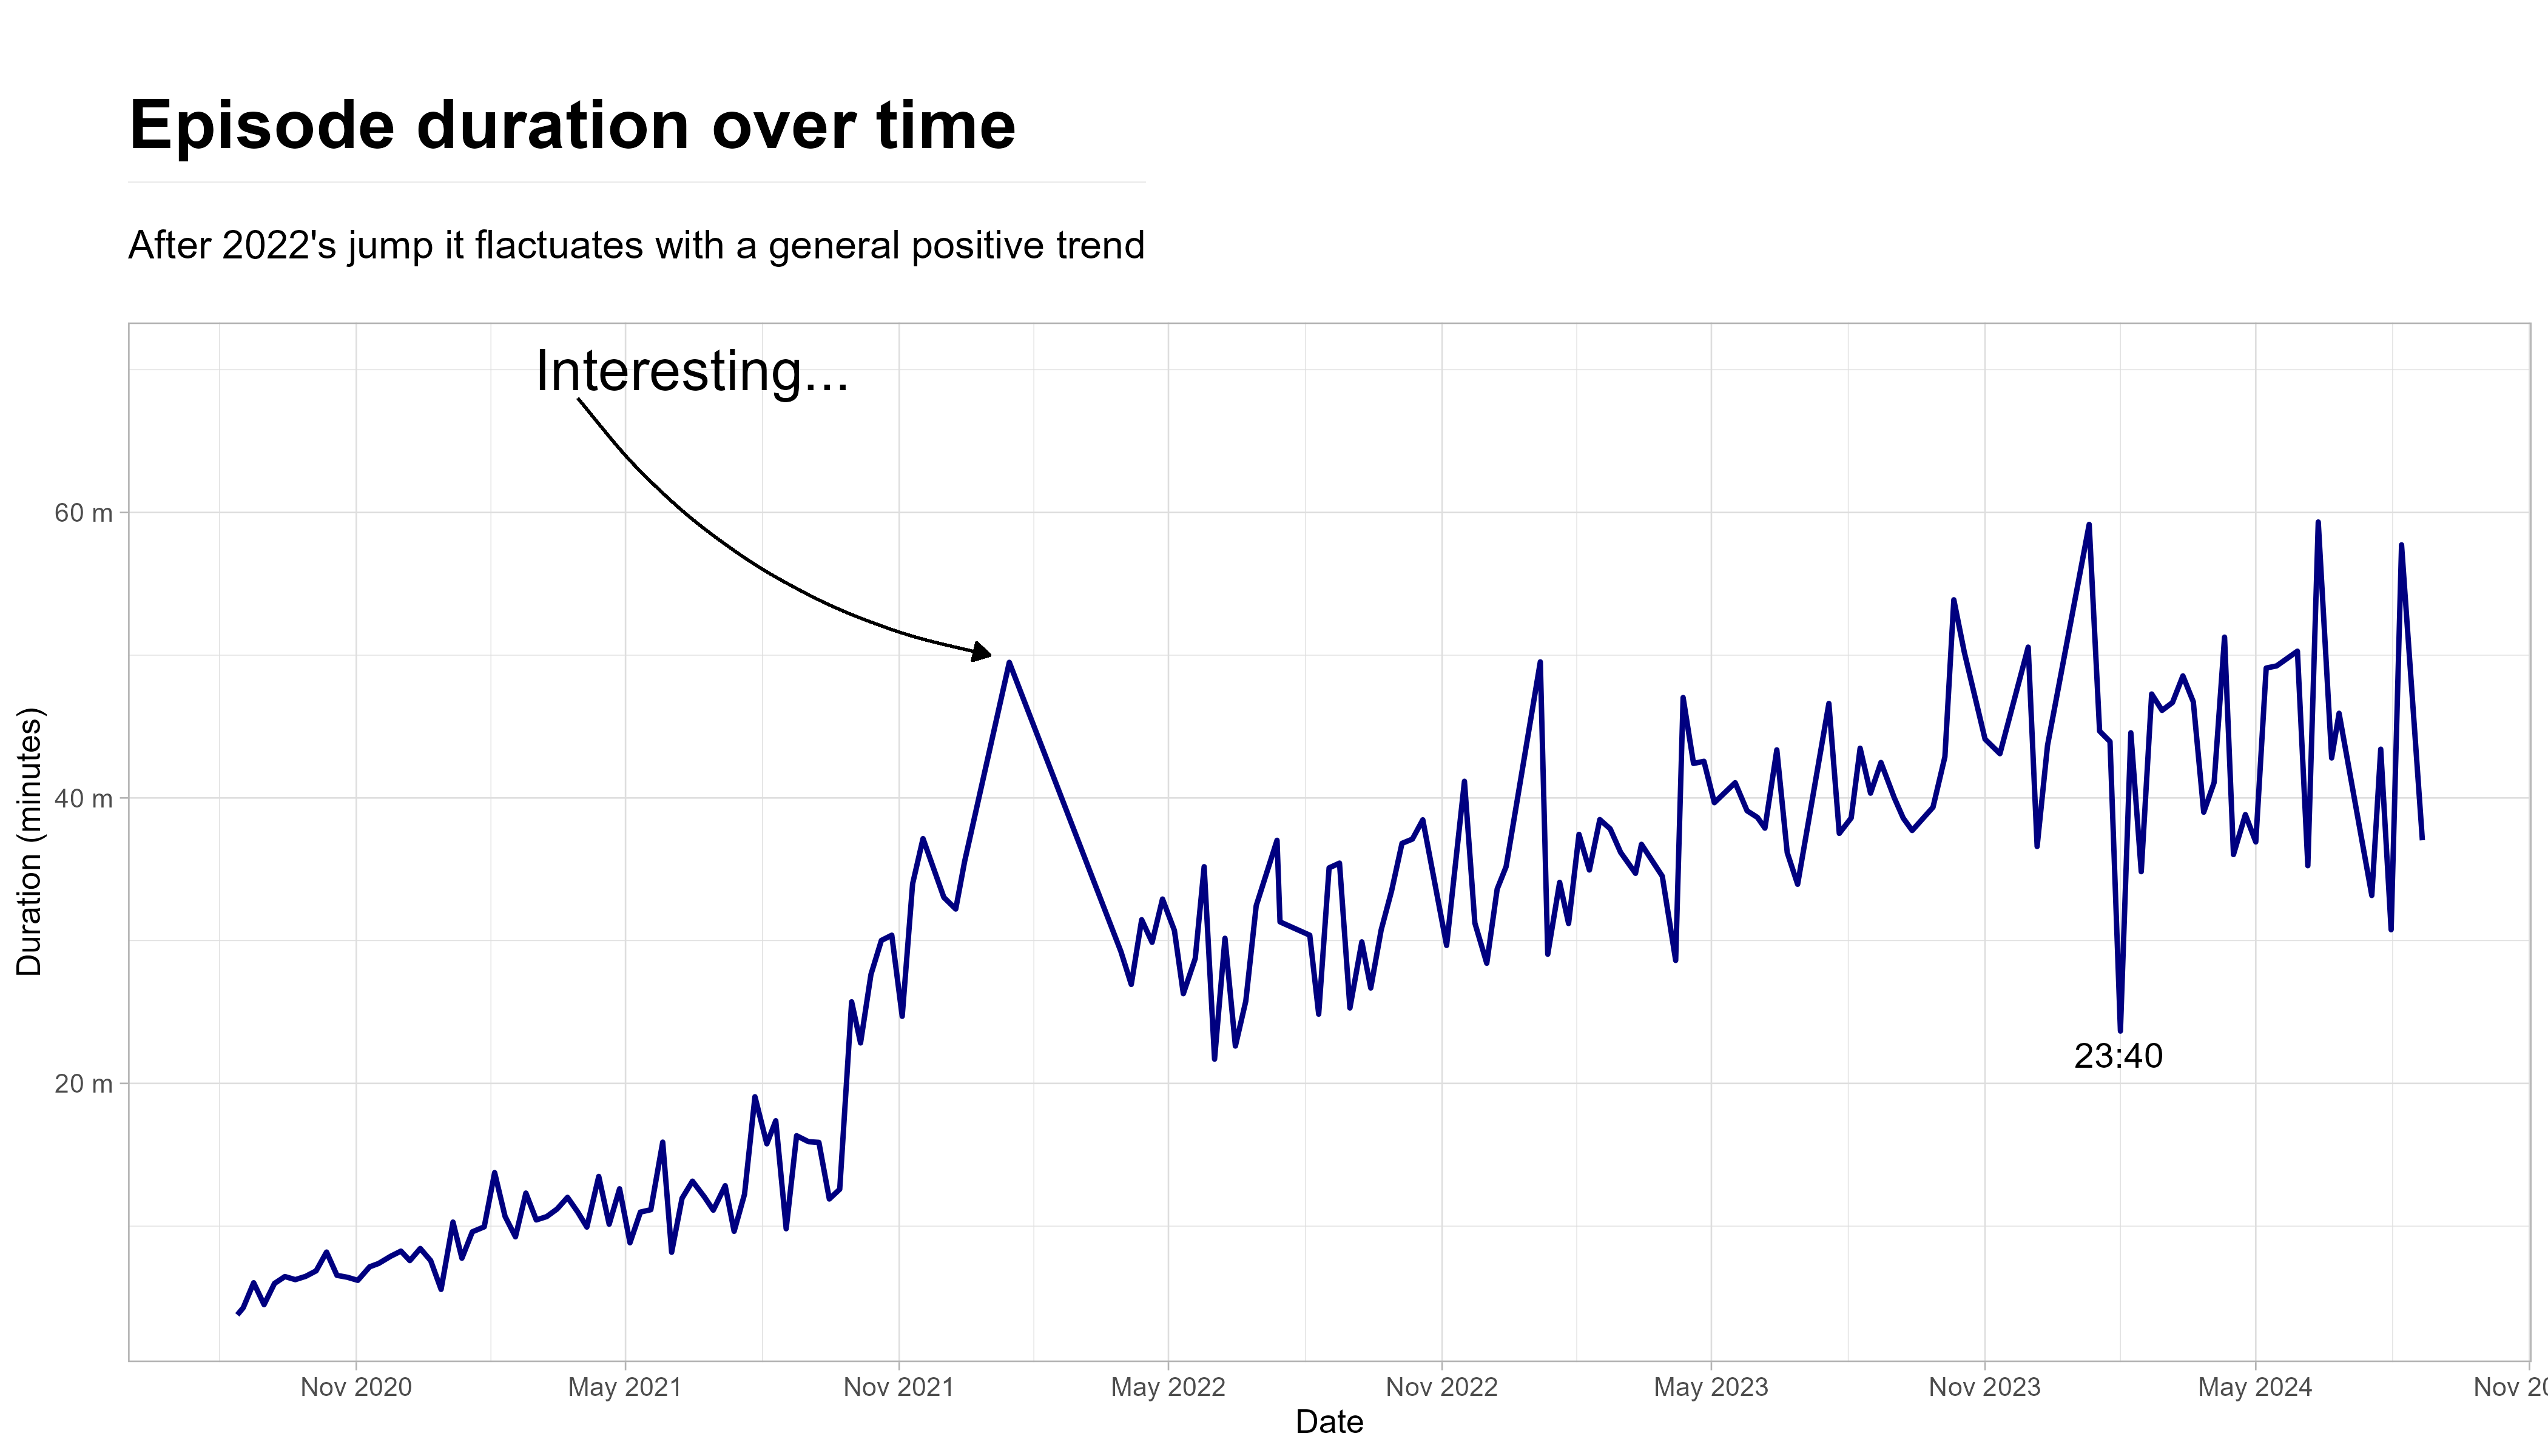 Episode duration over time
After 2022's jump it flactuates with a general positive trend
Interesting...
60 m
40 m
20 m
Duration (minutes)
23:40
Nov 2020 May 2021 Nov 2021 May 2022 Nov 2022 May 2023 Nov 2023 May 2024 Nov 20
Date